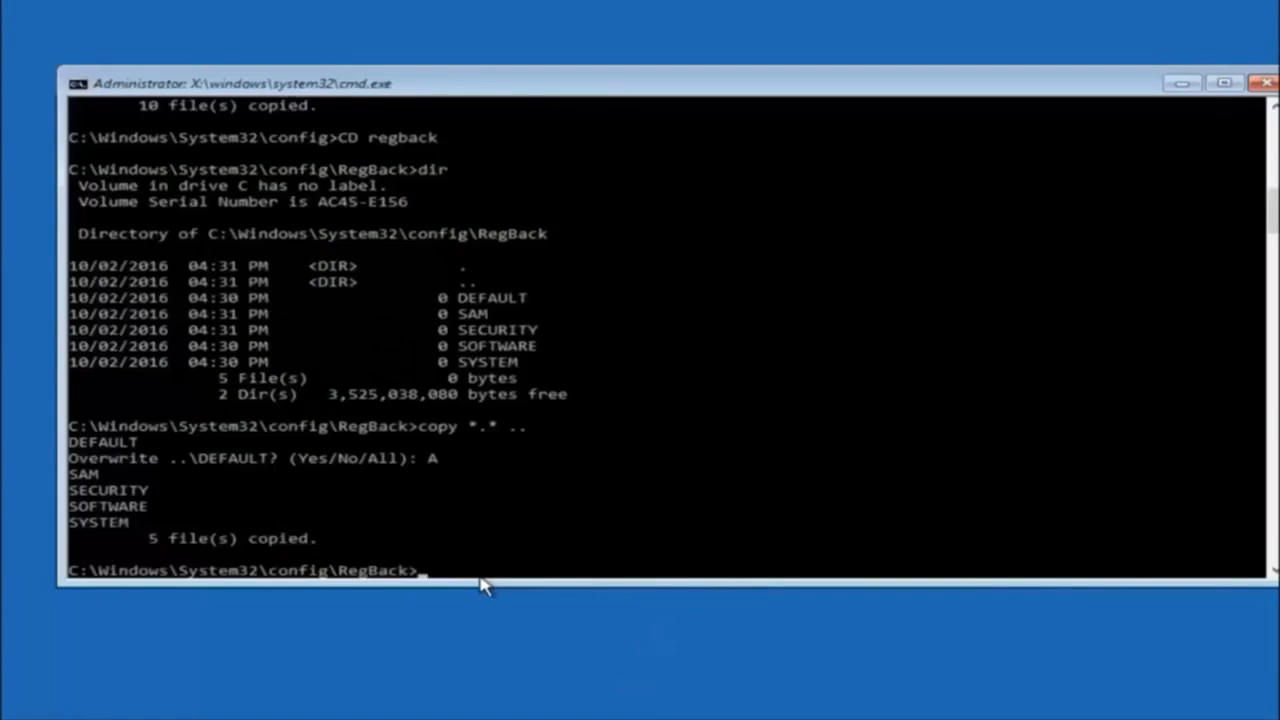 Administrator: X:\windows\system32\cmd.exe
10 file(s) copied.
C:\Windows\System32\config>CD regback
C:\Windows\System32\config\RegBack>dir
Volume in drive C has no label.
Volume Serial Number is AC45-E156
Directory of C:\Windows\System32\config\RegBack
10/02/2016 04:31 PM <DIR> .
10/02/2016 04:31 PM <DIR> ..
10/02/2016 04:30 PM 0 DEFAULT
10/02/2016 04:31 PM 0 SAM
10/02/2016 04:31 PM 0 SECURITY
10/02/2016 04:30 PM 0 SOFTWARE
10/02/2016 04:30 PM 0 SYSTEM
5 File(s) 0 bytes
2 Dir(s) 3,525,038,080 bytes free
C:\Windows\System32\config\RegBack>copy *.* ..
DEFAULT
Overwrite ..\DEFAULT? (Yes/No/All): A
SAM
SECURITY
SOFTWARE
SYSTEM
5 file(s) copied.
C:\Windows\System32\config\RegBack>_